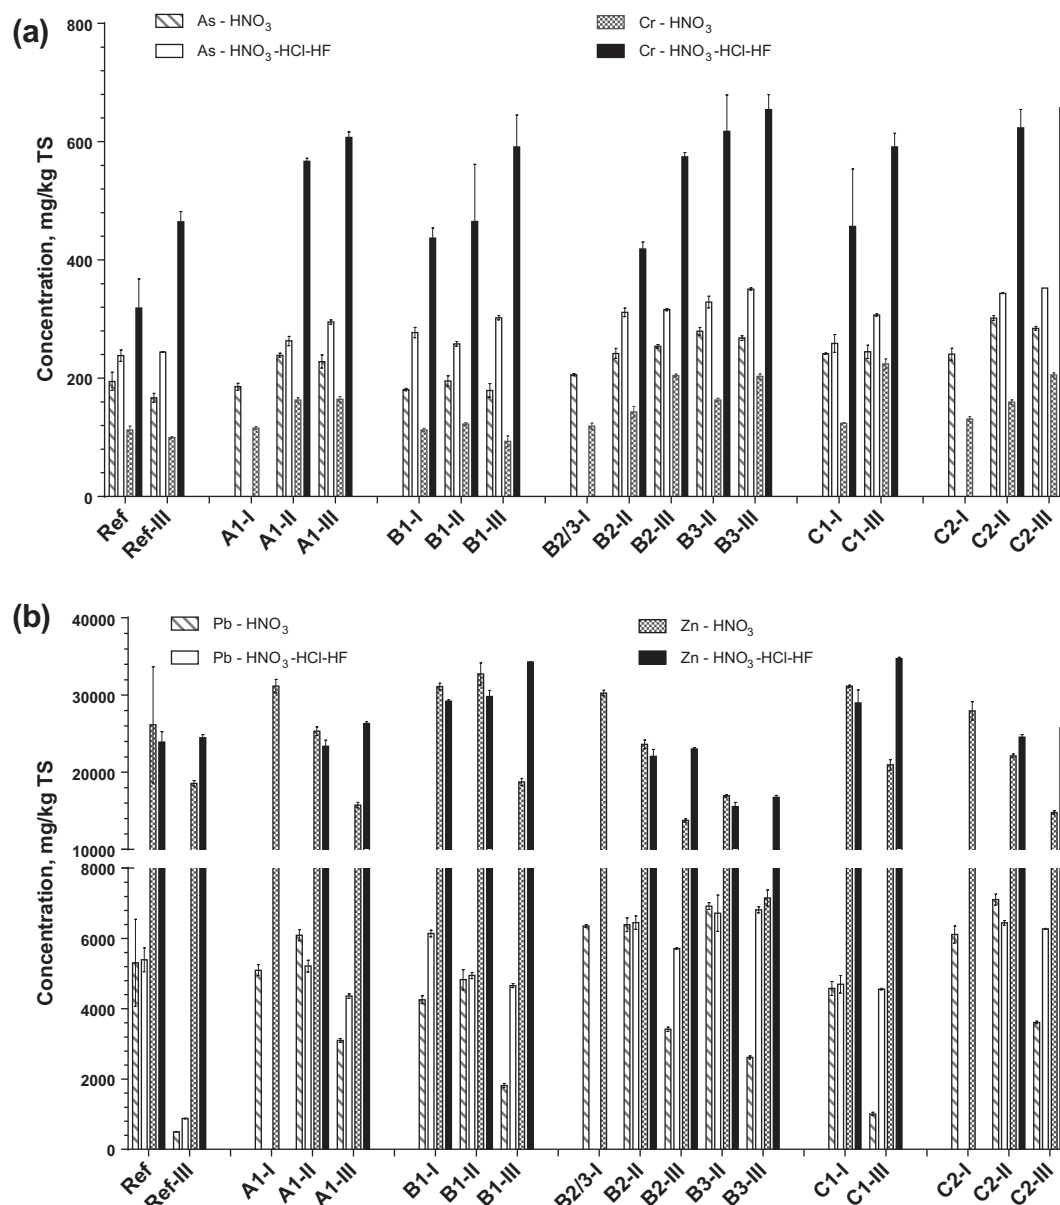 (a)
800
600
400
200
0
Concentration, mg/kg TS
As - HNO₃
As - HNO₃-HCl-HF
Cr - HNO₃
Cr - HNO₃-HCl-HF
Ref
Ref-III
A1-I
A1-II
A1-III
B1-I
B1-II
B1-III
B2/3-I
B2-II
B2-III
B3-II
B3-III
C1-I
C1-III
C2-I
C2-II
C2-III
(b)
40000
30000
20000
10000
8000
6000
4000
2000
0
Concentration, mg/kg TS
Pb - HNO₃
Pb - HNO₃-HCl-HF
Zn - HNO₃
Zn - HNO₃-HCl-HF
Ref
Ref-III
A1-I
A1-II
A1-III
B1-I
B1-II
B1-III
B2/3-I
B2-II
B2-III
B3-II
B3-III
C1-I
C1-III
C2-I
C2-II
C2-III